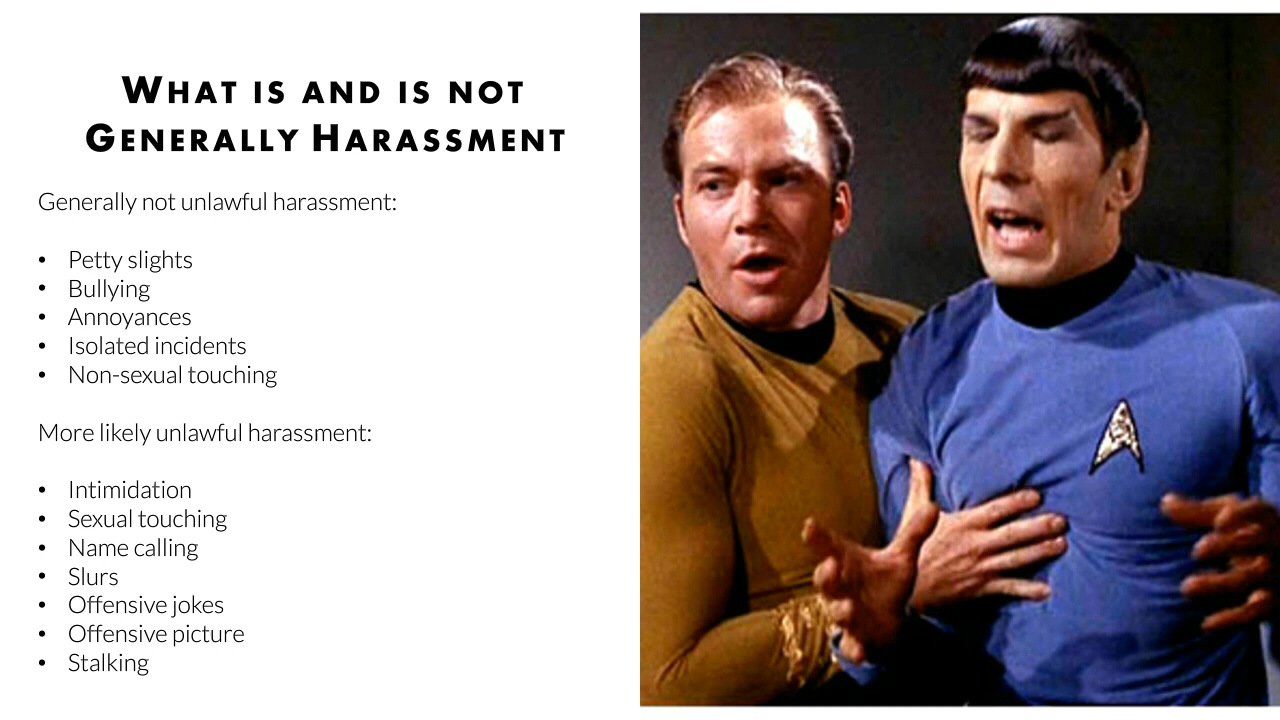 WHAT IS AND IS NOT
GENERALLY HARASSMENT
Generally not unlawful harassment:
• Petty slights
• Bullying
• Annoyances
• Isolated incidents
• Non-sexual touching
More likely unlawful harassment:
• Intimidation
• Sexual touching
• Name calling
• Slurs
• Offensive jokes
• Offensive picture
• Stalking